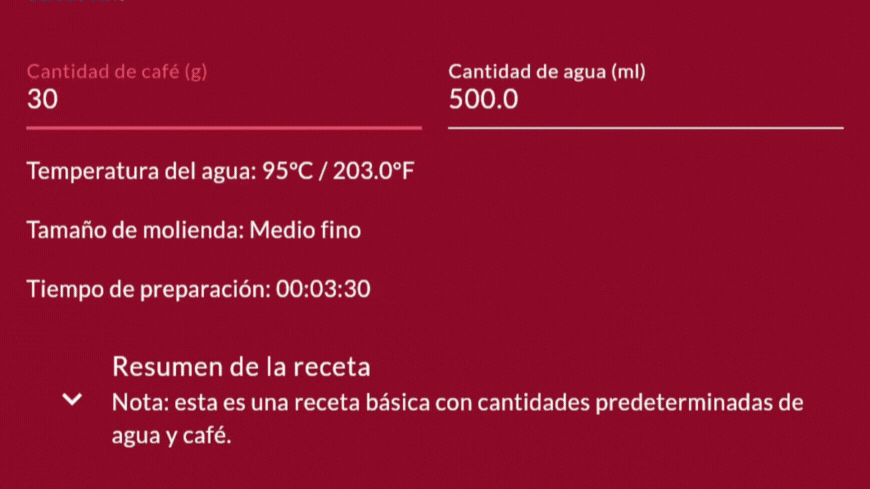 Cantidad de café (g)
Cantidad de agua (ml)
30
500.0
Temperatura del agua: 95ºC / 203.0ºF
Tamaño de molienda: Medio fino
Tiempo de preparación: 00:03:30
Resumen de la receta
Nota: esta es una receta básica con cantidades predeterminadas de
agua y café.